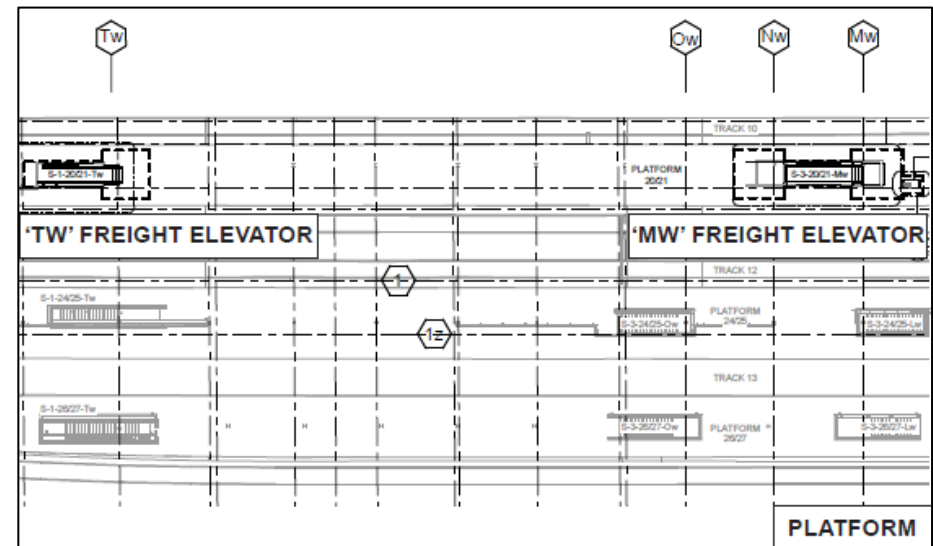 Tw
Ow
Nw
Mw
TRACK 10
S-1-20/21-Tw
PLATFORM
20/21
S-3-20/21-Mw
'TW' FREIGHT ELEVATOR
'MW' FREIGHT ELEVATOR
TRACK 12
1
S-1-24/25-Tw
PLATFORM
24/25
S-3-24/25-Ow
S-3-24/25-Lw
1z
TRACK 13
S-1-26/27-Tw
S-3-26/27-Ow
PLATFORM
26/27
S-3-26/27-Lw
PLATFORM